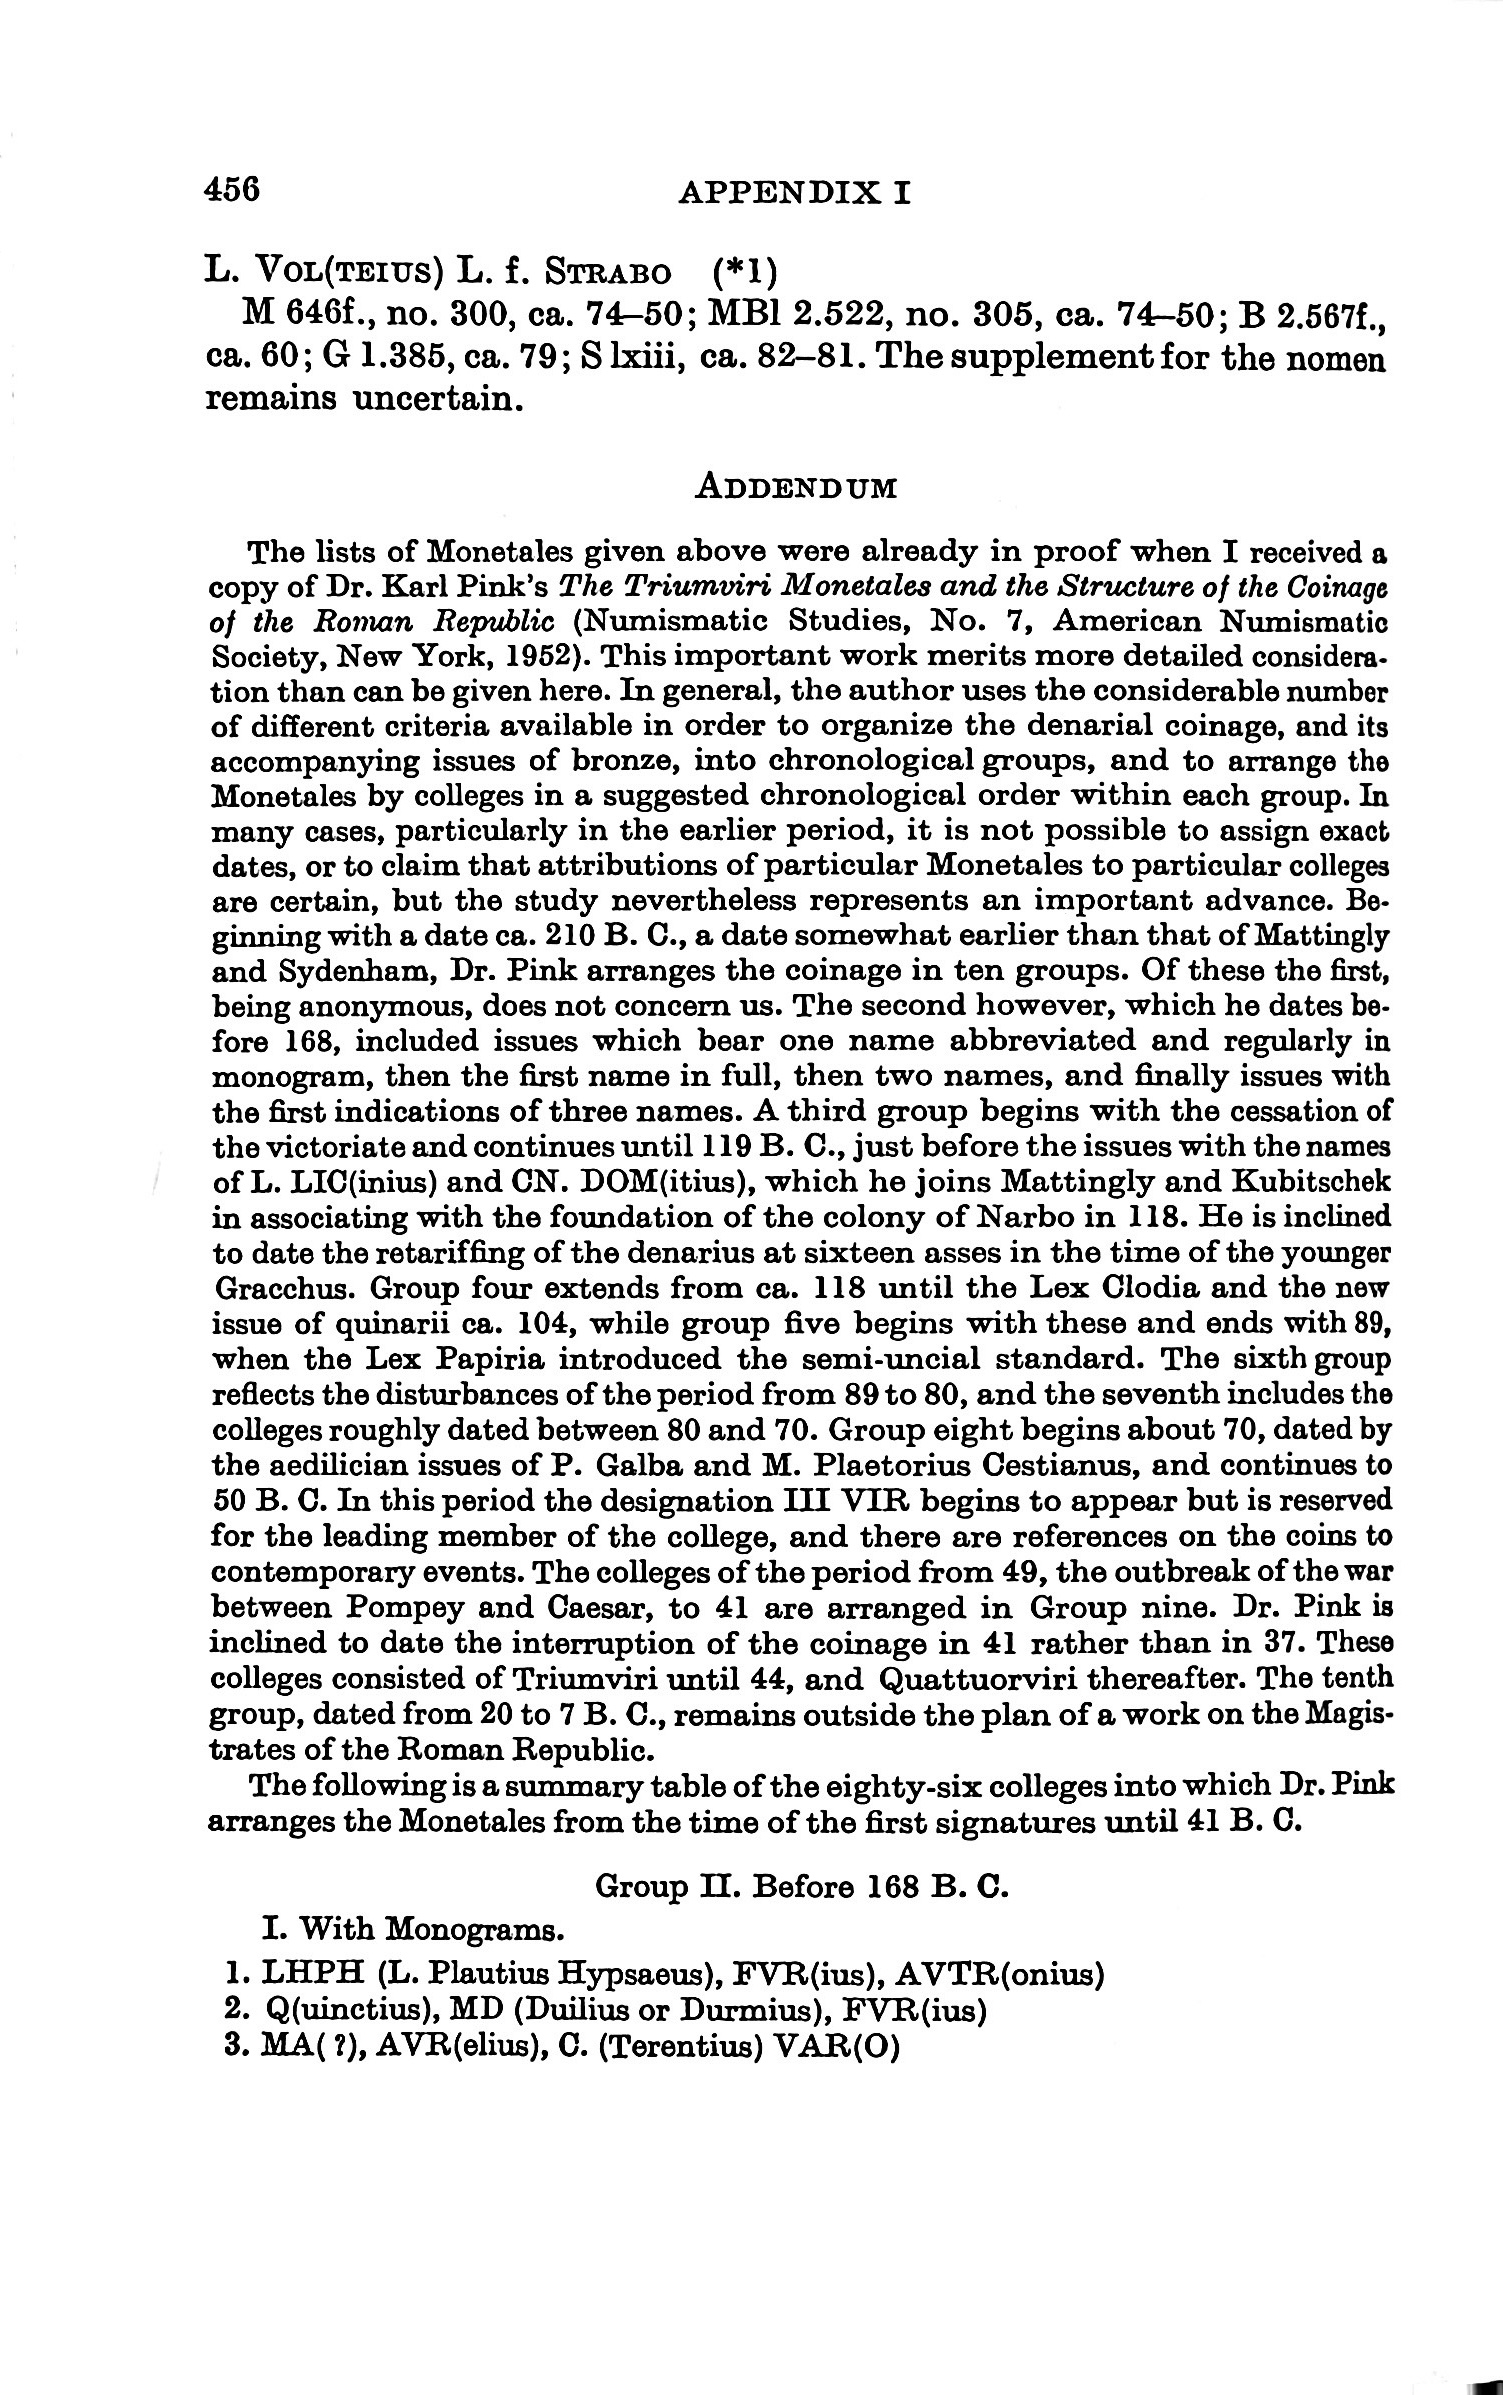 456 APPENDIX I
L. VOL(TEIUS) L. f. STRABO (*1)
M 646f., no. 300, ca. 74–50; MBl 2.522, no. 305, ca. 74–50; B 2.567f.,
ca. 60; G 1.385, ca. 79; S lxiii, ca. 82–81. The supplement for the nomen
remains uncertain.
ADDENDUM
The lists of Monetales given above were already in proof when I received a
copy of Dr. Karl Pink's The Triumviri Monetales and the Structure of the Coinage
of the Roman Republic (Numismatic Studies, No. 7, American Numismatic
Society, New York, 1952). This important work merits more detailed considera-
tion than can be given here. In general, the author uses the considerable number
of different criteria available in order to organize the denarial coinage, and its
accompanying issues of bronze, into chronological groups, and to arrange the
Monetales by colleges in a suggested chronological order within each group. In
many cases, particularly in the earlier period, it is not possible to assign exact
dates, or to claim that attributions of particular Monetales to particular colleges
are certain, but the study nevertheless represents an important advance. Be-
ginning with a date ca. 210 B. C., a date somewhat earlier than that of Mattingly
and Sydenham, Dr. Pink arranges the coinage in ten groups. Of these the first,
being anonymous, does not concern us. The second however, which he dates be-
fore 168, included issues which bear one name abbreviated and regularly in
monogram, then the first name in full, then two names, and finally issues with
the first indications of three names. A third group begins with the cessation of
the victoriate and continues until 119 B. C., just before the issues with the names
of L. LIC(inius) and CN. DOM(itius), which he joins Mattingly and Kubitschek
in associating with the foundation of the colony of Narbo in 118. He is inclined
to date the retariffing of the denarius at sixteen asses in the time of the younger
Gracchus. Group four extends from ca. 118 until the Lex Clodia and the new
issue of quinarii ca. 104, while group five begins with these and ends with 89,
when the Lex Papiria introduced the semi-uncial standard. The sixth group
reflects the disturbances of the period from 89 to 80, and the seventh includes the
colleges roughly dated between 80 and 70. Group eight begins about 70, dated by
the aedilician issues of P. Galba and M. Plaetorius Cestianus, and continues to
50 B. C. In this period the designation III VIR begins to appear but is reserved
for the leading member of the college, and there are references on the coins to
contemporary events. The colleges of the period from 49, the outbreak of the war
between Pompey and Caesar, to 41 are arranged in Group nine. Dr. Pink is
inclined to date the interruption of the coinage in 41 rather than in 37. These
colleges consisted of Triumviri until 44, and Quattuorviri thereafter. The tenth
group, dated from 20 to 7 B. C., remains outside the plan of a work on the Magis-
trates of the Roman Republic.
The following is a summary table of the eighty-six colleges into which Dr. Pink
arranges the Monetales from the time of the first signatures until 41 B. C.
Group II. Before 168 B. C.
I. With Monograms.
1. LHPH (L. Plautius Hypsaeus), FVR(ius), AVTR(onius)
2. Q(uinctius), MD (Duilius or Durmius), FVR(ius)
3. MA( ?), AVR(elius), C. (Terentius) VAR(O)